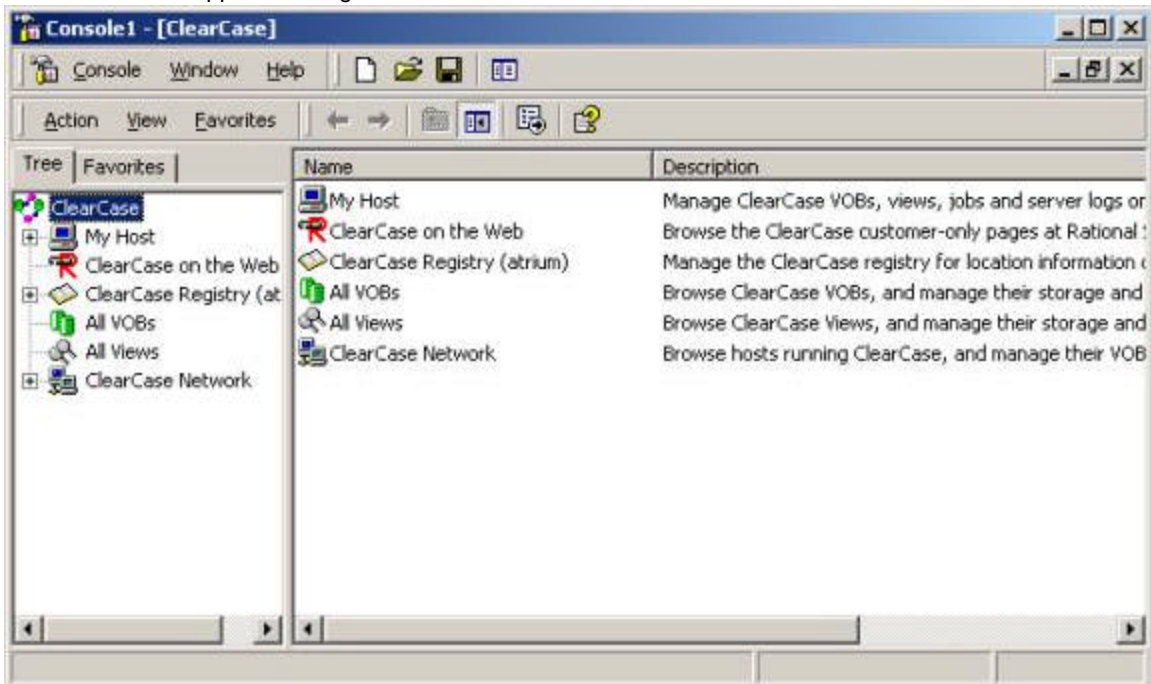 Console1 - [ClearCase]
Console Window Help
Action View Favorites
Tree Favorites
Name Description
ClearCase
My Host
ClearCase on the Web
ClearCase Registry (at
All VOBs
All Views
ClearCase Network
My Host Manage ClearCase VOBs, views, jobs and server logs or
ClearCase on the Web Browse the ClearCase customer-only pages at Rational
ClearCase Registry (atrium) Manage the ClearCase registry for location information
All VOBs Browse ClearCase VOBs, and manage their storage and
All Views Browse ClearCase Views, and manage their storage and
ClearCase Network Browse hosts running ClearCase, and manage their VOB